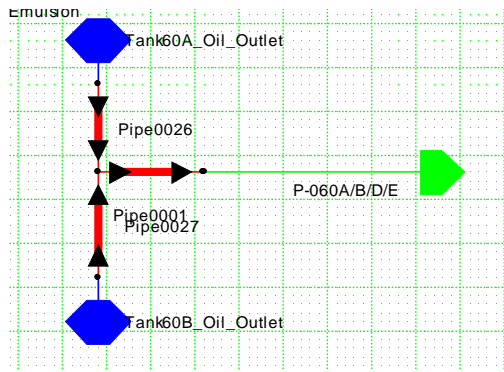 Emulsion
Tank60A_Oil_Outlet
Pipe0026
P-060A/B/D/E
Pipe0001
Pipe0027
Tank60B_Oil_Outlet